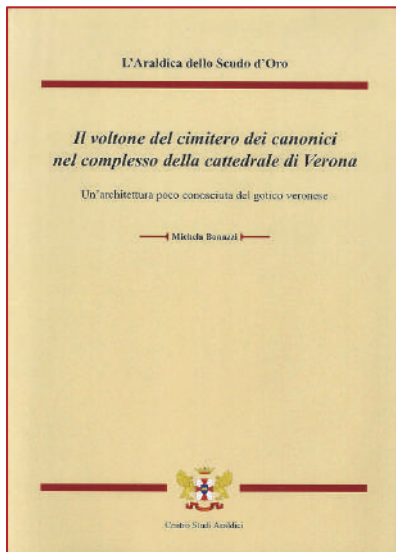 L'Araldica dello Scudo d'Oro
Il voltone del cimitero dei canonici
nel complesso della cattedrale di Verona
Un'architettura poco conosciuta del gotico veronese
Michela Bonazzi
Centro Studi Araldici